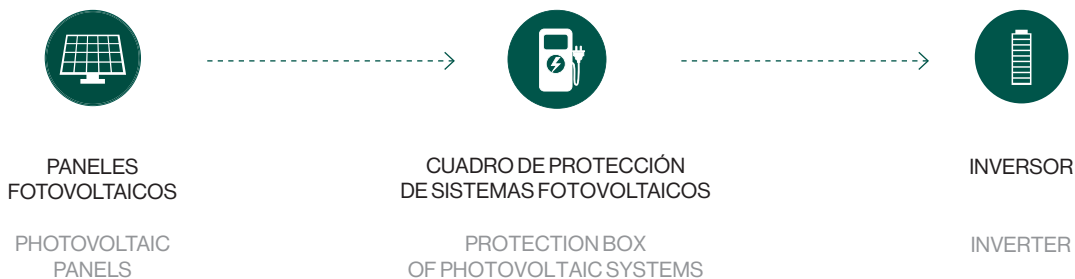 PANELES
FOTOVOLTAICOS
PHOTOVOLTAIC
PANELS
CUADRO DE PROTECCIÓN
DE SISTEMAS FOTOVOLTAICOS
PROTECTION BOX
OF PHOTOVOLTAIC SYSTEMS
INVERSOR
INVERTER